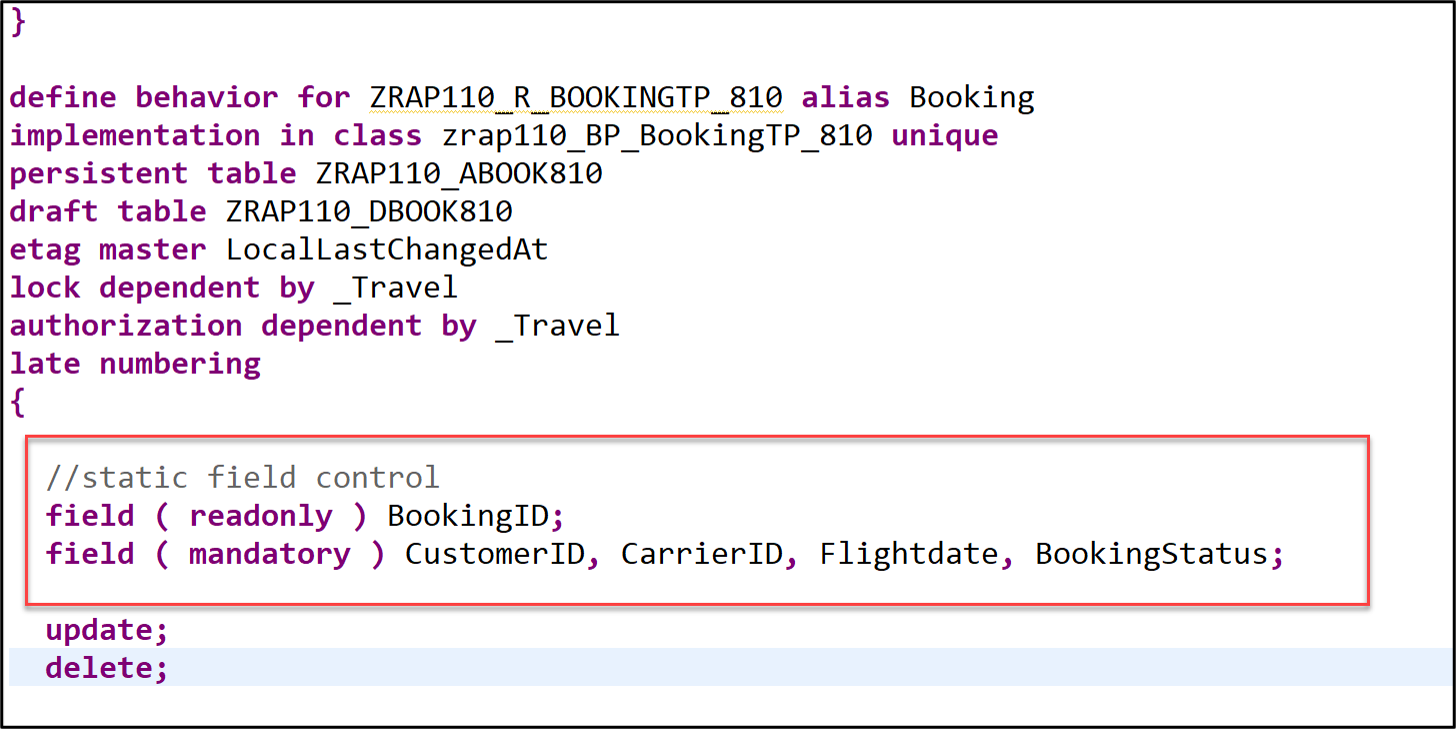 }
define behavior for ZRAP110_R_BOOKINGTP_810 alias Booking
implementation in class zrap110_BP_BookingTP_810 unique
persistent table ZRAP110_ABOOK810
draft table ZRAP110_DBOOK810
etag master LocalLastChangedAt
lock dependent by _Travel
authorization dependent by _Travel
late numbering
{
//static field control
field ( readonly ) BookingID;
field ( mandatory ) CustomerID, CarrierID, Flightdate, BookingStatus;
update;
delete;